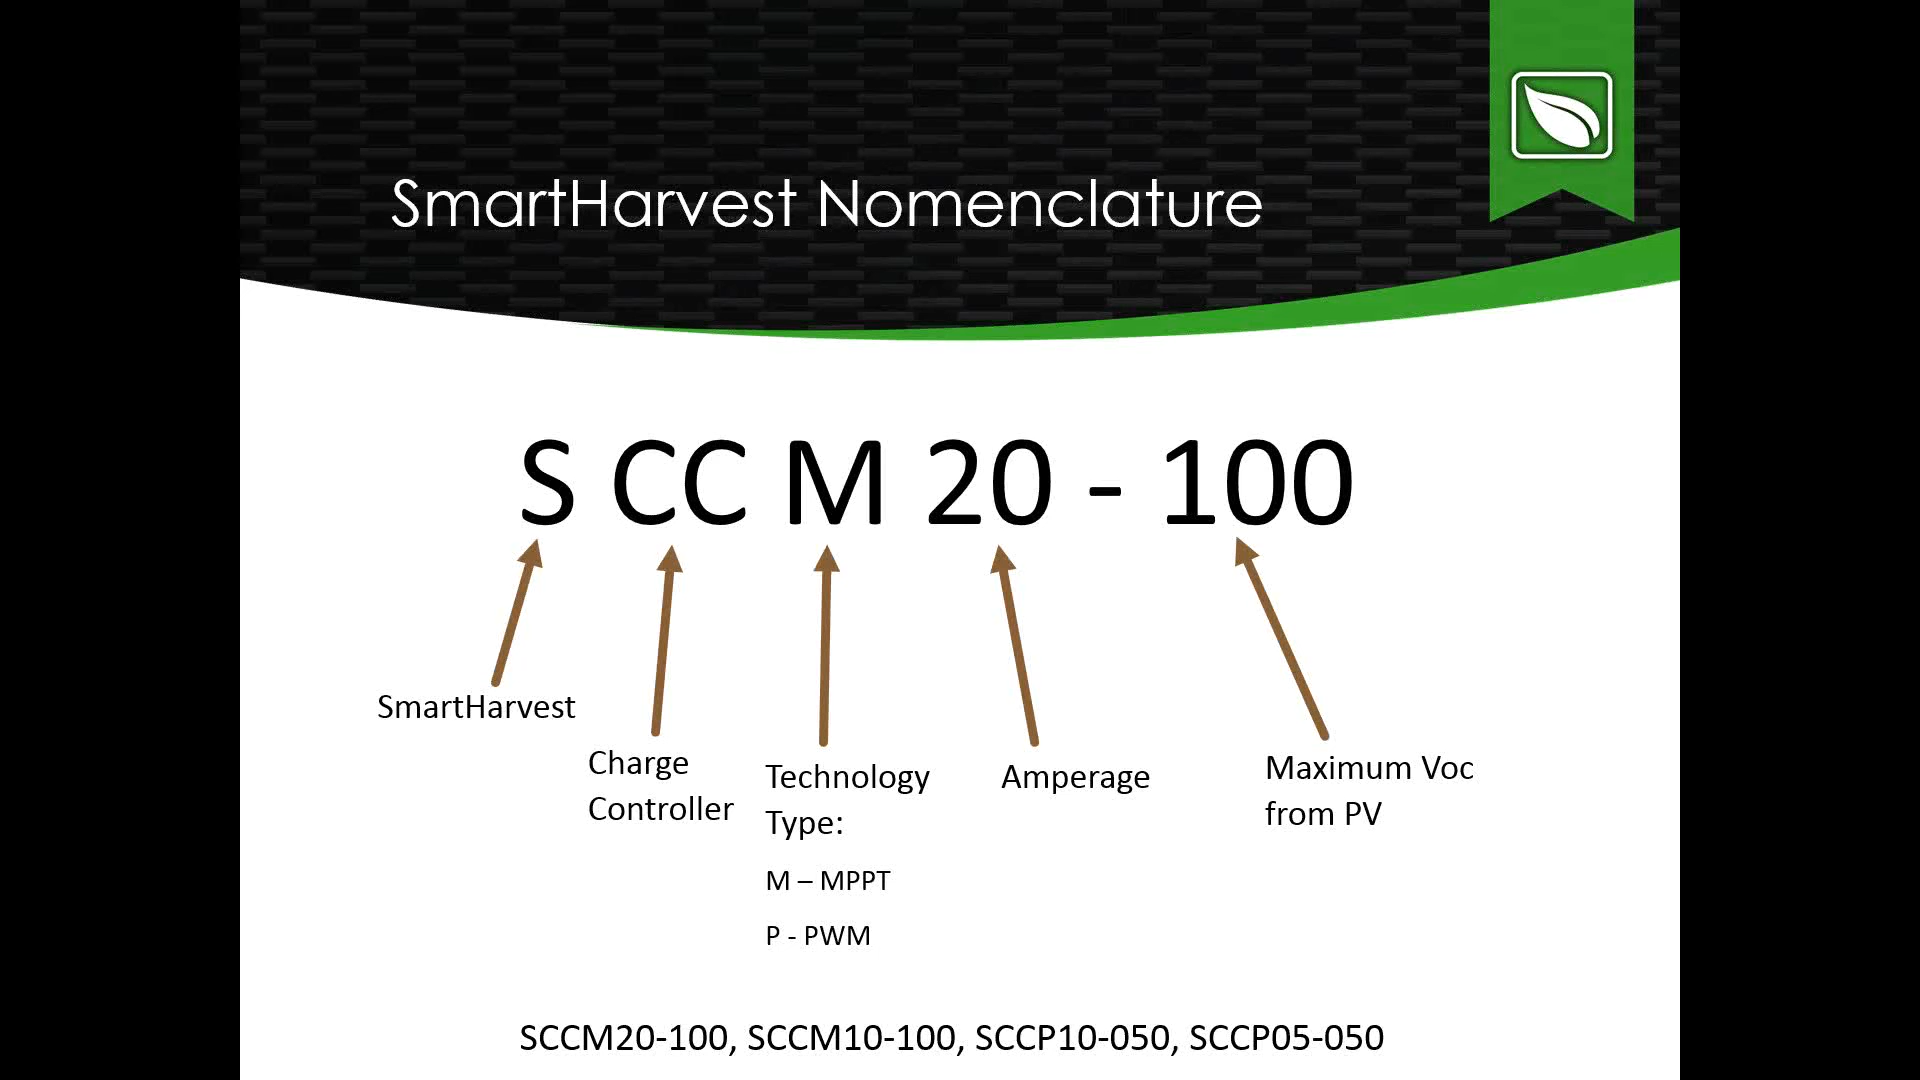 SmartHarvest Nomenclature
S CC M 20 - 100
SmartHarvest
Charge
Controller
Technology
Type:
M – MPPT
P - PWM
Amperage
Maximum Voc
from PV
SCCM20-100, SCCM10-100, SCCP10-050, SCCP05-050